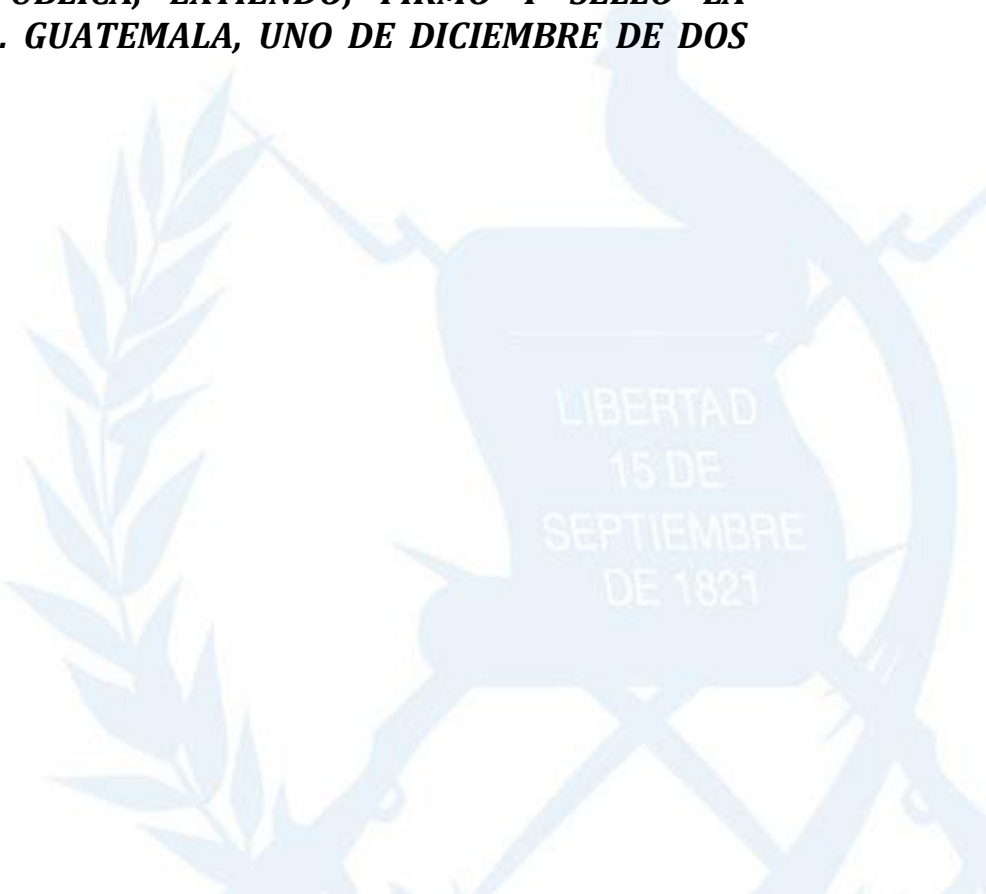 EXTIENDO, FIRMO Y SELLO LA
. GUATEMALA, UNO DE DICIEMBRE DE DOS
LIBERTAD
15 DE
SEPTIEMBRE
DE 1821